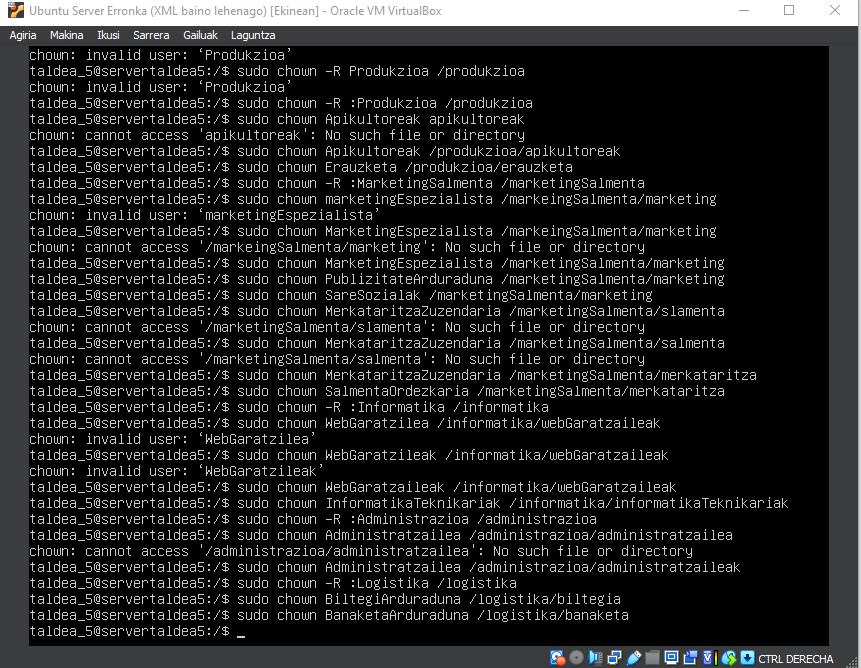 Ubuntu Server Erronka (XML baino lehenago) [Ekinean] - Oracle VM VirtualBox
Agiria Makina Ikusi Sarrera Gailuak Laguntza
chown: invalid user: ‘Produkzioa’
taldea_5@servertaldea5:/$ sudo chown -R Produkzioa /produkzioa
chown: invalid user: ‘Produkzioa’
taldea_5@servertaldea5:/$ sudo chown -R :Produkzioa /produkzioa
taldea_5@servertaldea5:/$ sudo chown Apikultoreak apikultoreak
chown: cannot access 'apikultoreak': No such file or directory
taldea_5@servertaldea5:/$ sudo chown Apikultoreak /produkzioa/apikultoreak
taldea_5@servertaldea5:/$ sudo chown Erauzketa /produkzioa/erauzketa
taldea_5@servertaldea5:/$ sudo chown -R :MarketingSalmenta /marketingSalmenta
taldea_5@servertaldea5:/$ sudo chown marketingEspezialista /markeingSalmenta/marketing
chown: invalid user: ‘marketingEspezialista’
taldea_5@servertaldea5:/$ sudo chown MarketingEspezialista /markeingSalmenta/marketing
chown: cannot access '/markeingSalmenta/marketing': No such file or directory
taldea_5@servertaldea5:/$ sudo chown MarketingEspezialista /marketingSalmenta/marketing
taldea_5@servertaldea5:/$ sudo chown PublizitateArduraduna /marketingSalmenta/marketing
taldea_5@servertaldea5:/$ sudo chown SareSozialak /marketingSalmenta/marketing
taldea_5@servertaldea5:/$ sudo chown MerkataritzaZuzendaria /marketingSalmenta/slamenta
chown: cannot access '/marketingSalmenta/slamenta': No such file or directory
taldea_5@servertaldea5:/$ sudo chown MerkataritzaZuzendaria /marketingSalmenta/salmenta
chown: cannot access '/marketingSalmenta/salmenta': No such file or directory
taldea_5@servertaldea5:/$ sudo chown MerkataritzaZuzendaria /marketingSalmenta/merkataritza
taldea_5@servertaldea5:/$ sudo chown SalmentaOrdezkaria /marketingSalmenta/merkataritza
taldea_5@servertaldea5:/$ sudo chown -R :Informatika /informatika
taldea_5@servertaldea5:/$ sudo chown WebGaratzilea /informatika/webGaratzaileak
chown: invalid user: ‘WebGaratzilea’
taldea_5@servertaldea5:/$ sudo chown WebGaratzileak /informatika/webGaratzaileak
chown: invalid user: ‘WebGaratzileak’
taldea_5@servertaldea5:/$ sudo chown WebGaratzaileak /informatika/webGaratzaileak
taldea_5@servertaldea5:/$ sudo chown InformatikaTeknikariak /informatika/informatikaTeknikariak
taldea_5@servertaldea5:/$ sudo chown -R :Administrazioa /administrazioa
taldea_5@servertaldea5:/$ sudo chown Administratzailea /administrazioa/administratzailea
chown: cannot access '/administrazioa/administratzailea': No such file or directory
taldea_5@servertaldea5:/$ sudo chown Administratzailea /administrazioa/administratzaileak
taldea_5@servertaldea5:/$ sudo chown -R :Logistika /logistika
taldea_5@servertaldea5:/$ sudo chown BiltegiArduraduna /logistika/biltegia
taldea_5@servertaldea5:/$ sudo chown BanaketaArduraduna /logistika/banaketa
taldea_5@servertaldea5:/$ _
CTRL DERECHA